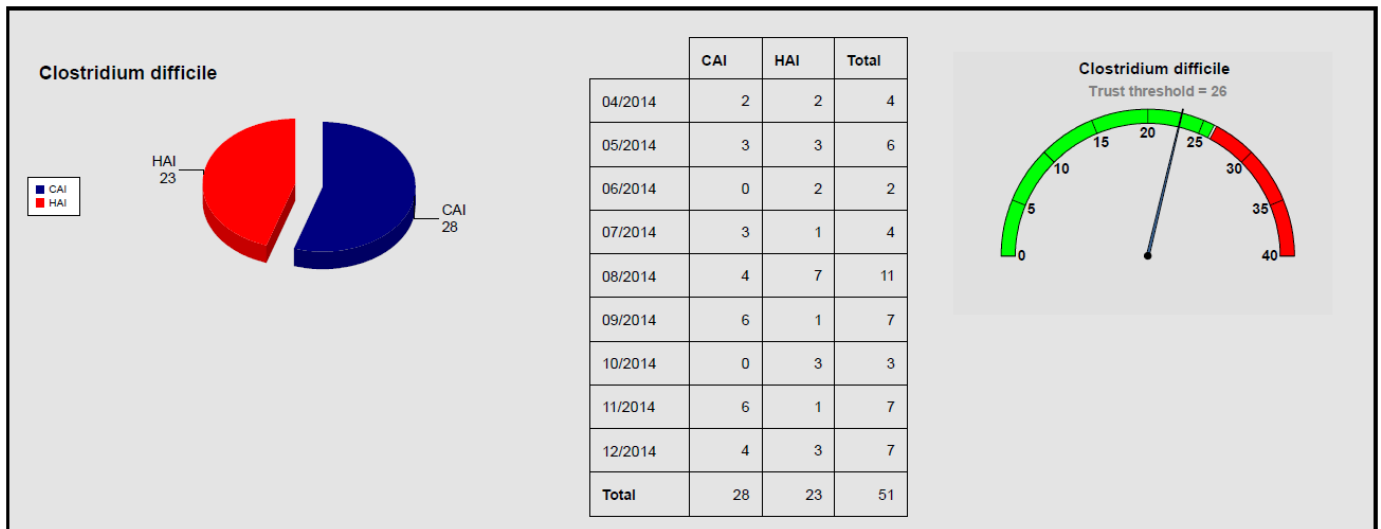 Clostridium difficile
HAI
23
CAI
28
CAI
HAI
CAI HAI Total
04/2014 2 2 4
05/2014 3 3 6
06/2014 0 2 2
07/2014 3 1 4
08/2014 4 7 11
09/2014 6 1 7
10/2014 0 3 3
11/2014 6 1 7
12/2014 4 3 7
Total 28 23 51
Clostridium difficile
Trust threshold = 26
0
5
10
15
20
25
30
35
40